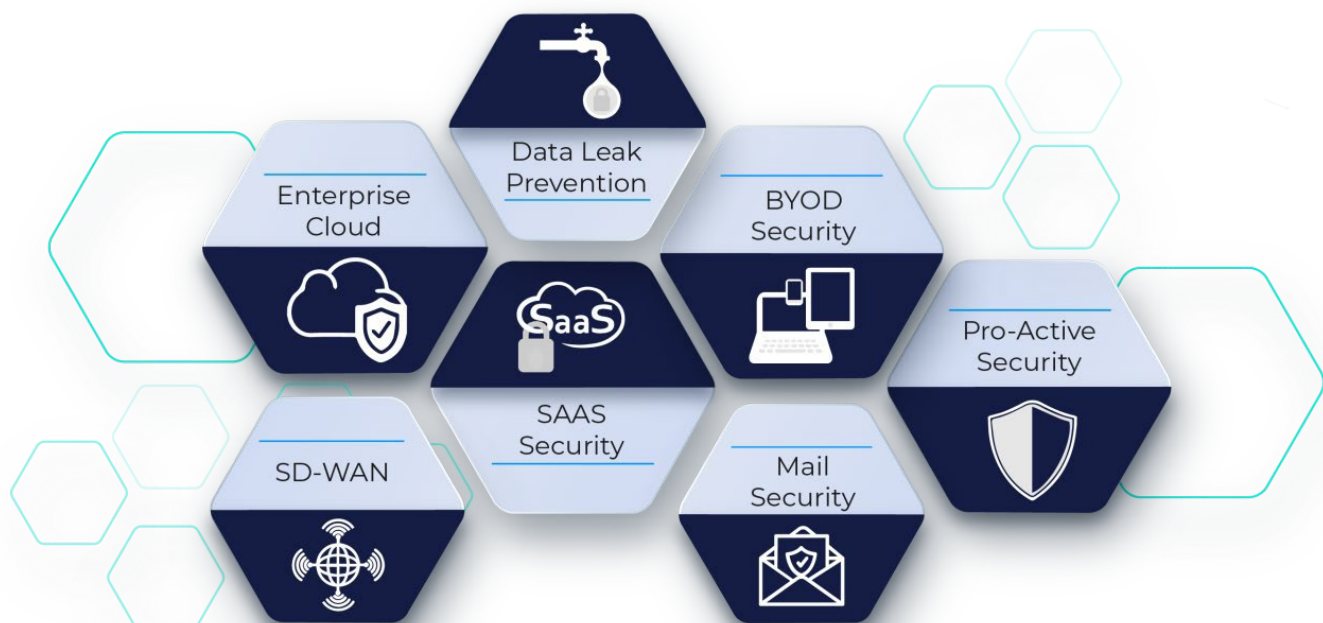 Data Leak
Prevention
Enterprise
Cloud
BYOD
Security
SaaS
SAAS
Security
Pro-Active
Security
SD-WAN
Mail
Security